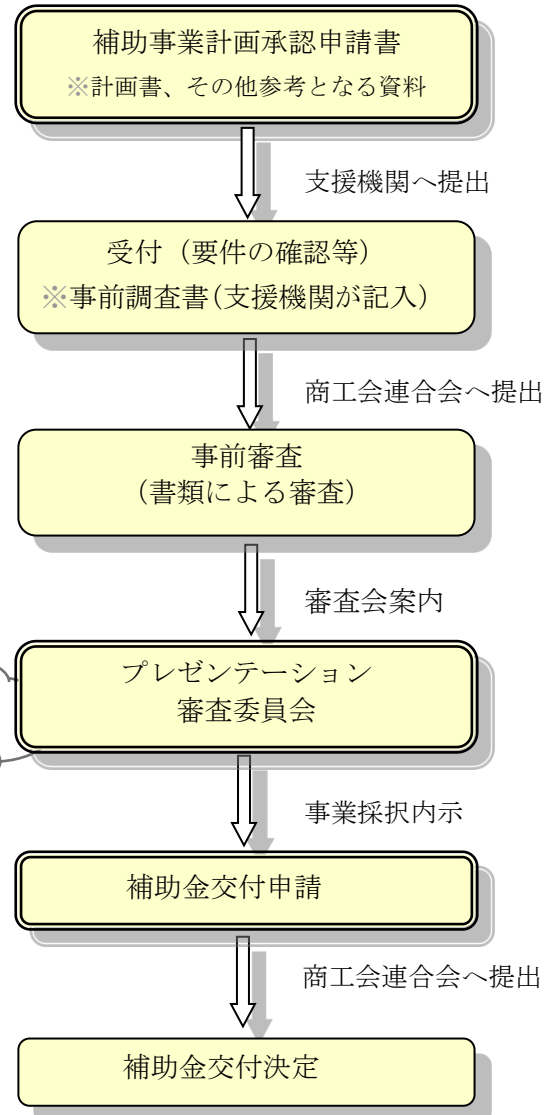 補助事業計画承認申請書
※計画書、その他参考となる資料
支援機関へ提出
受付（要件の確認等）
※事前調査書（支援機関が記入）
商工会連合会へ提出
事前審査
（書類による審査）
審査会案内
プレゼンテーション
審査委員会
事業採択内示
補助金交付申請
商工会連合会へ提出
補助金交付決定